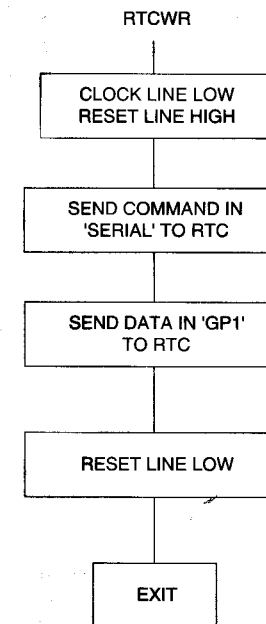 RTCWR
CLOCK LINE LOW
RESET LINE HIGH
SEND COMMAND IN
'SERIAL' TO RTC
SEND DATA IN 'GP1'
TO RTC
RESET LINE LOW
EXIT